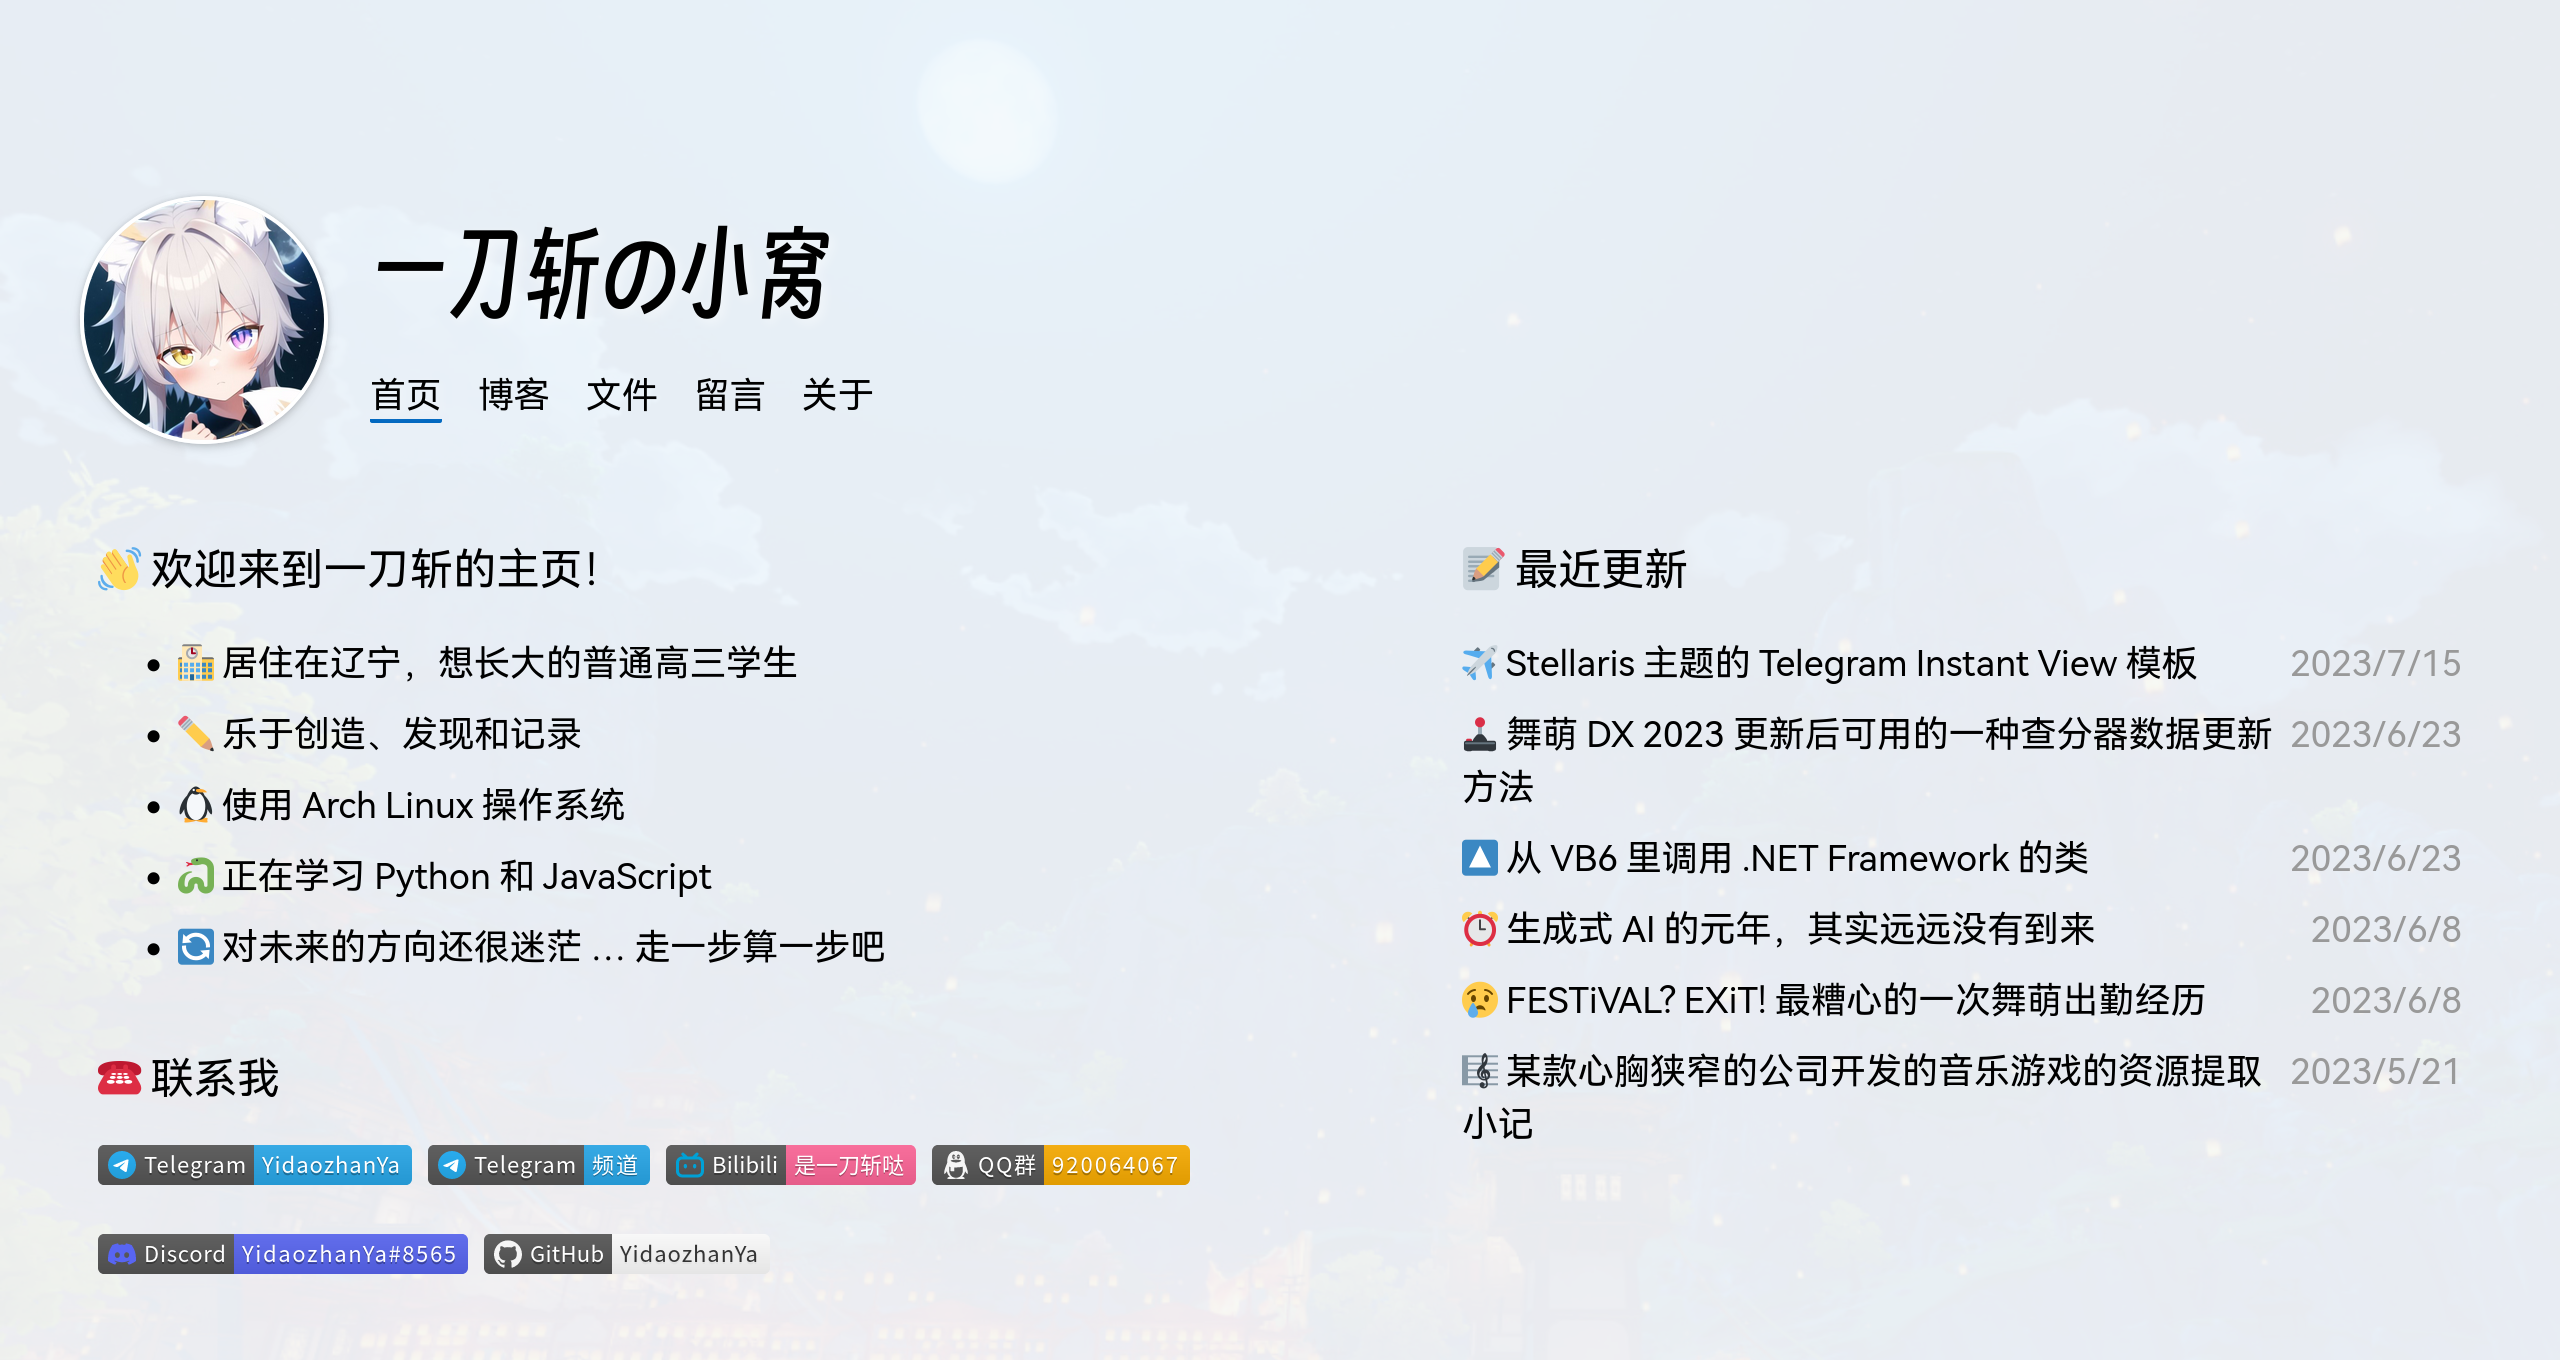 一刀斩の小窝
首页 博客 文件 留言 关于
👋 欢迎来到一刀斩的主页！
• 🏫 居住在辽宁，想长大的普通高三学生
• ✏️ 乐于创造、发现和记录
• 🐧 使用 Arch Linux 操作系统
• 🐍 正在学习 Python 和 JavaScript
• 🔄 对未来的方向还很迷茫 … 走一步算一步吧
☎️ 联系我
Telegram YidaozhanYa Telegram 频道 Bilibili 是一刀斩哒 QQ群 920064067
Discord YidaozhanYa#8565 GitHub YidaozhanYa
📝 最近更新
✈️ Stellaris 主题的 Telegram Instant View 模板 2023/7/15
🕹️ 舞萌 DX 2023 更新后可用的一种查分器数据更新 2023/6/23
方法
🔼 从 VB6 里调用 .NET Framework 的类 2023/6/23
⏰ 生成式 AI 的元年，其实远远没有到来 2023/6/8
😢 FESTiVAL? EXiT! 最糟心的一次舞萌出勤经历 2023/6/8
🎼 某款心胸狭窄的公司开发的音乐游戏的资源提取 2023/5/21
小记